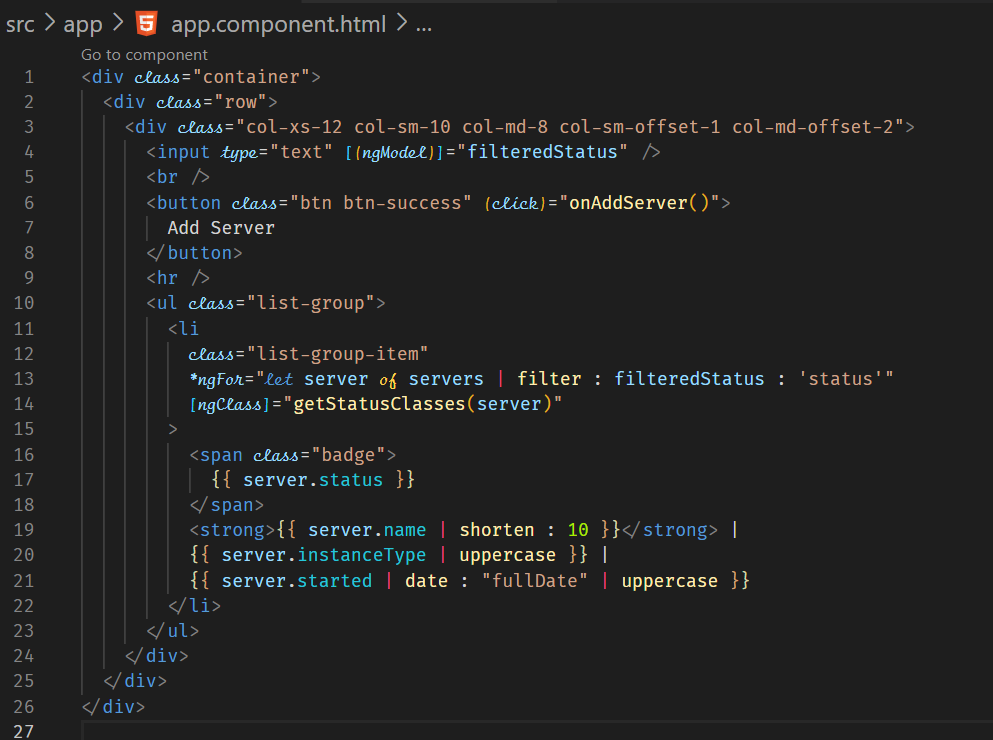 src > app > app.component.html > ...
Go to component
1 <div class="container">
2 <div class="row">
3 <div class="col-xs-12 col-sm-10 col-md-8 col-sm-offset-1 col-md-offset-2">
4 <input type="text" [(ngModel)]="filteredStatus" />
5 <br />
6 <button class="btn btn-success" (click)="onAddServer()">
7 Add Server
8 </button>
9 <hr />
10 <ul class="list-group">
11 <li
12 class="list-group-item"
13 *ngFor="let server of servers | filter : filteredStatus : 'status'"
14 [ngClass]="getStatusClasses(server)"
15 >
16 <span class="badge">
17 {{ server.status }}
18 </span>
19 <strong>{{ server.name | shorten : 10 }}</strong> |
20 {{ server.instanceType | uppercase }} |
21 {{ server.started | date : "fullDate" | uppercase }}
22 </li>
23 </ul>
24 </div>
25 </div>
26 </div>
27